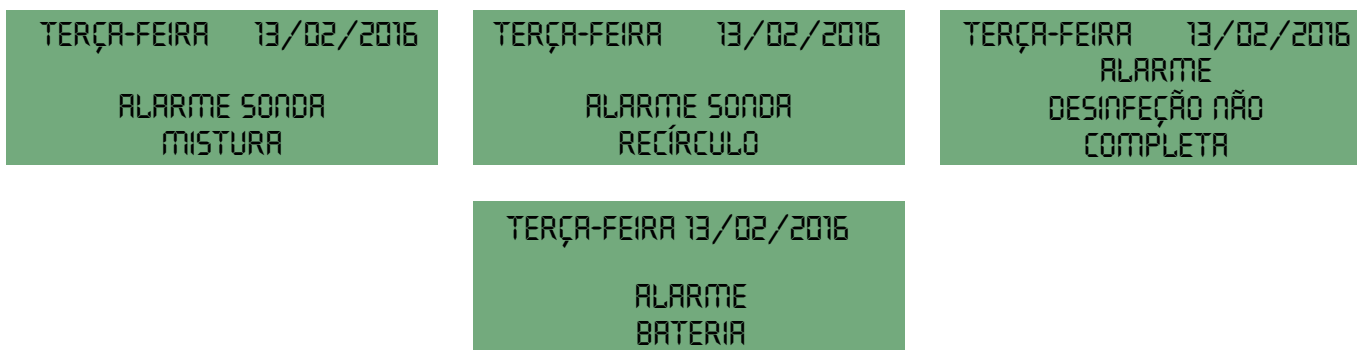 TERÇA-FEIRA 13/02/2016
ALARME SONDA
MISTURA
TERÇA-FEIRA 13/02/2016
ALARME SONDA
RECÍRCULO
TERÇA-FEIRA 13/02/2016
ALARME
DESINFEÇÃO NÃO
COMPLETA
TERÇA-FEIRA 13/02/2016
ALARME
BATERIA